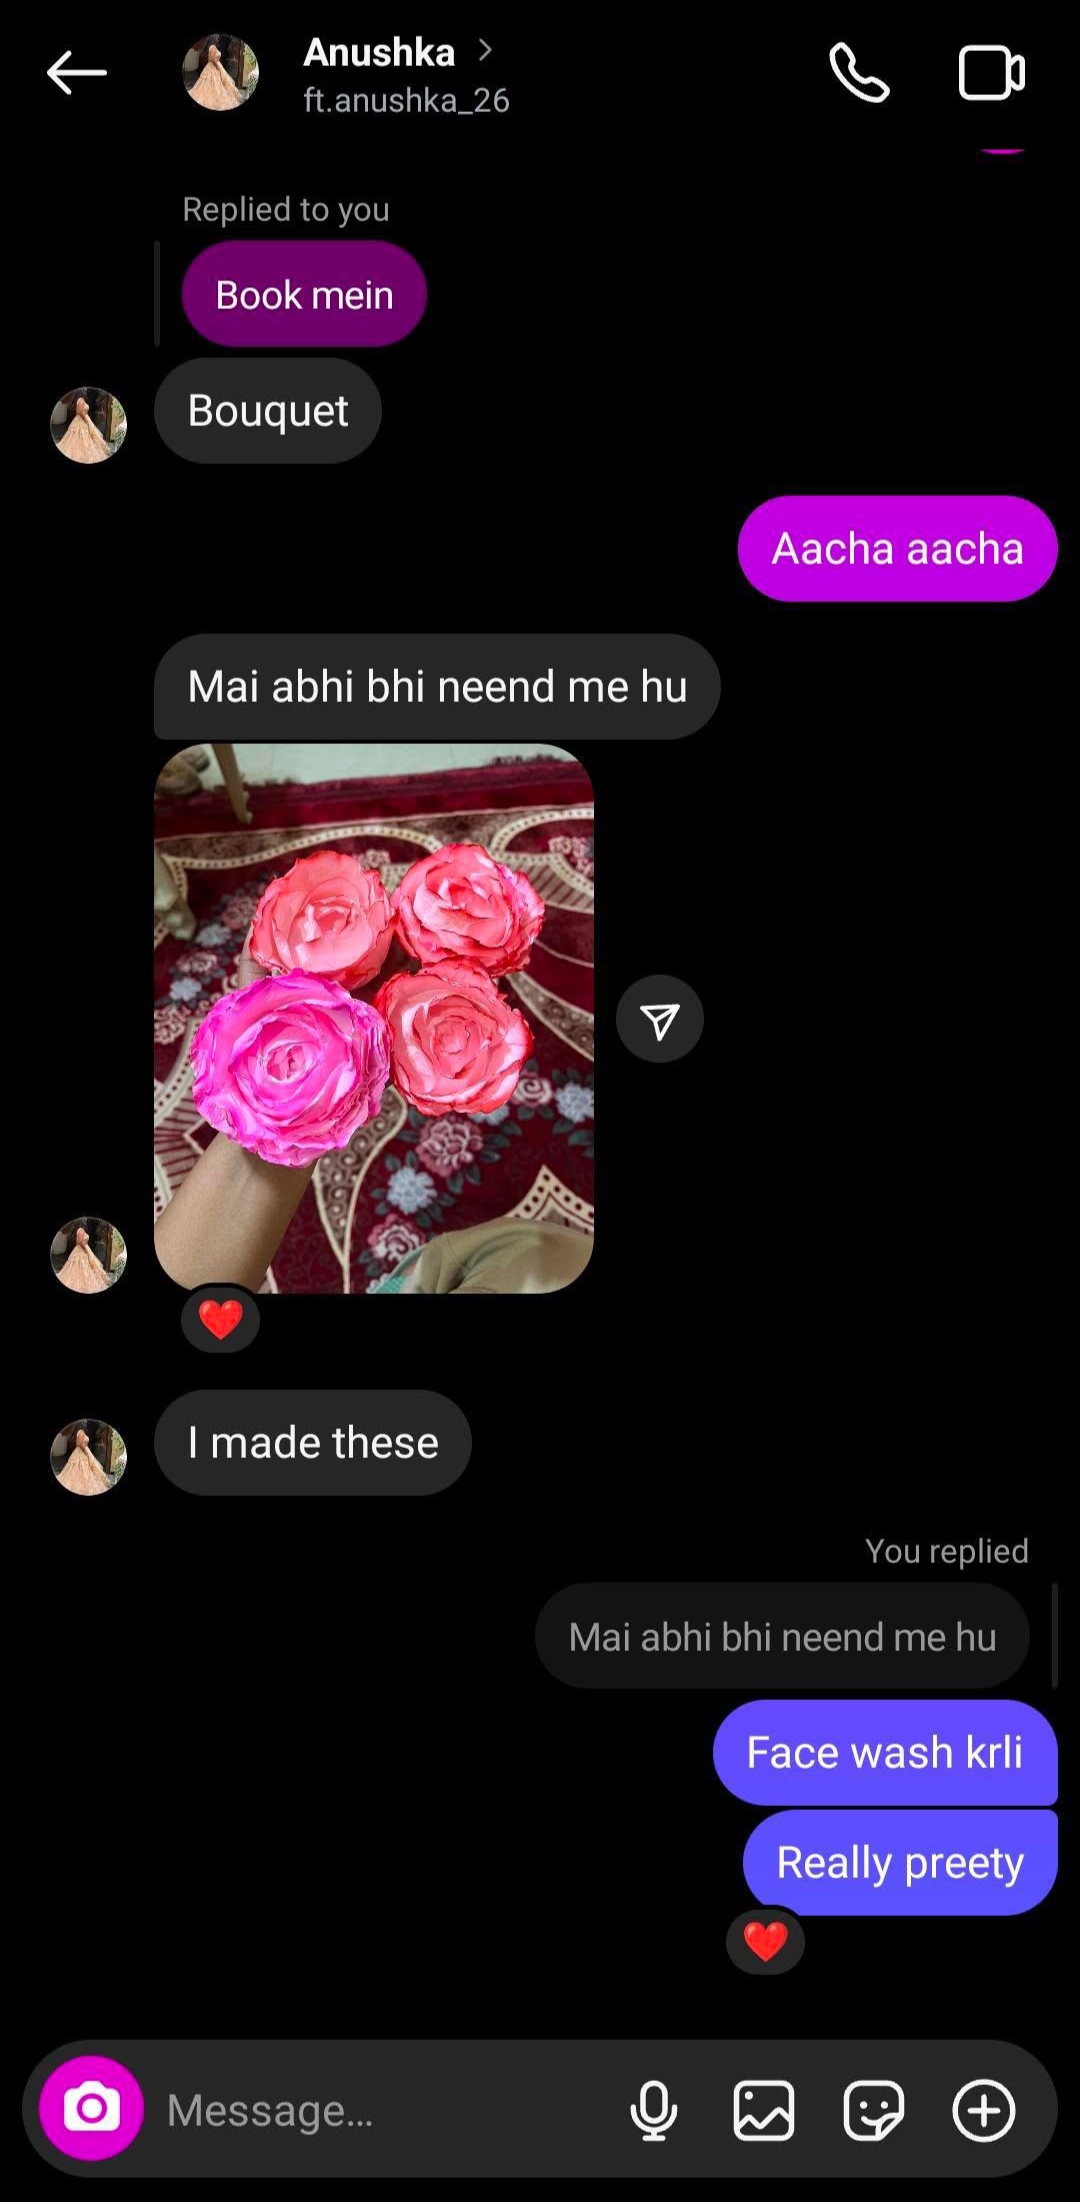 Anushka
ft.anushka_26
Replied to you
Book mein
Bouquet
Aacha aacha
Mai abhi bhi neend me hu
I made these
You replied
Mai abhi bhi neend me hu
Face wash krli
Really preety
Message...